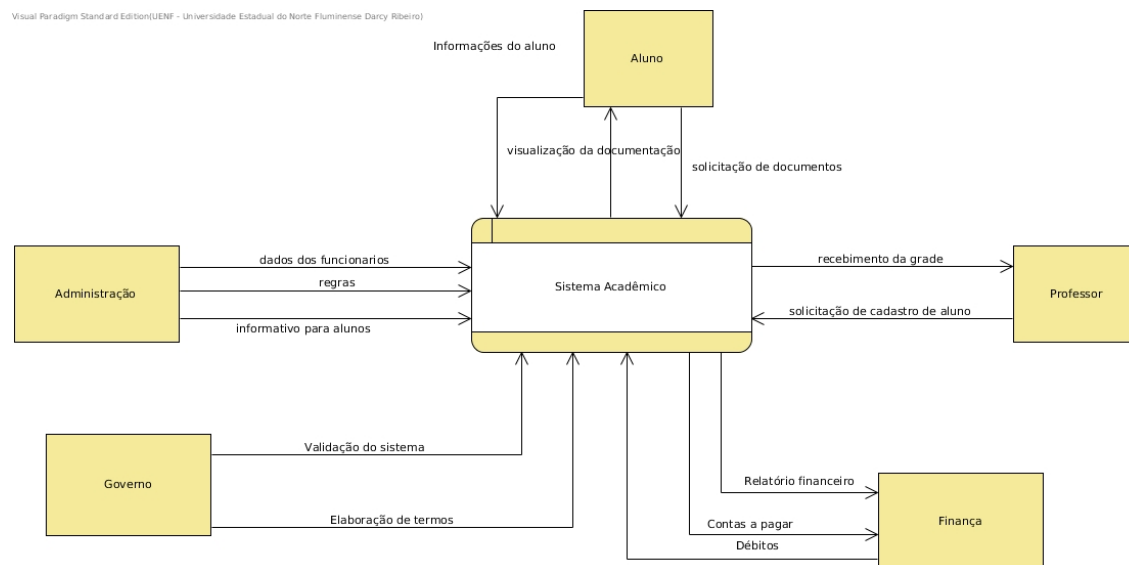 Visual Paradigm Standard Edition(UENF - Universidade Estadual do Norte Fluminense Darcy Ribeiro)
Informações do aluno
Aluno
visualização da documentação
solicitação de documentos
dados dos funcionarios
regras
informativo para alunos
Administração
Sistema Acadêmico
recebimento da grade
solicitação de cadastro de aluno
Professor
Validação do sistema
Governo
Elaboração de termos
Relatório financeiro
Contas a pagar
Débitos
Finança